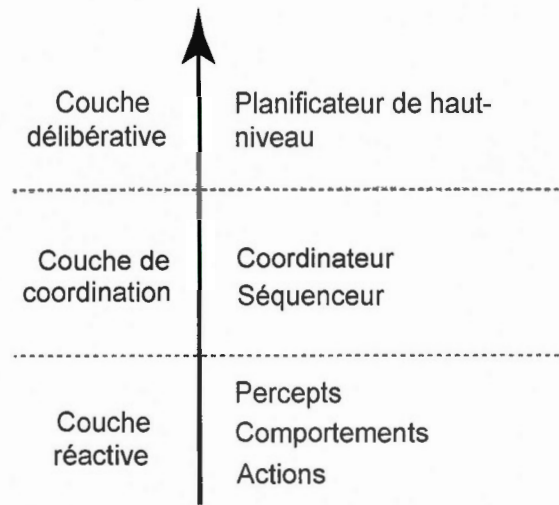 Couche
délibérative
Planificateur de haut-
niveau
Couche de
coordination
Coordinateur
Séquenceur
Couche
réactive
Percepts
Comportements
Actions